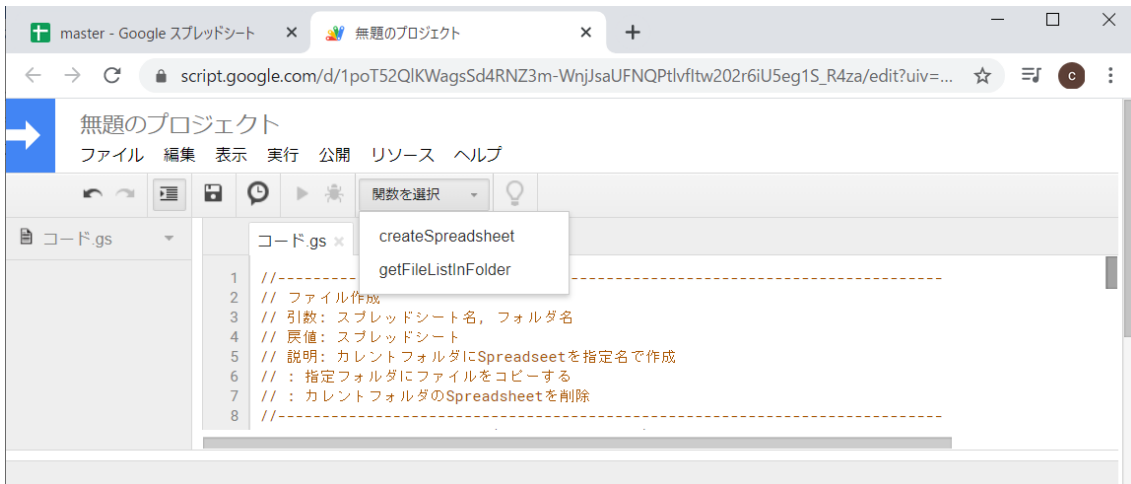 master - Google スプレッドシート
無題のプロジェクト
script.google.com/d/1poT52QlKWagsSd4RNZ3m-WnjJsaUFNQPtlvfItw202r6iU5eg1S_R4za/edit?uiv=...
c
無題のプロジェクト
ファイル 編集 表示 実行 公開 リソース ヘルプ
関数を選択
コード.gs
コード.gs
createSpreadsheet
getFileListInFolder
1 //--------------------------------------------------------------------------
2 // ファイル作成
3 // 引数: スプレッドシート名, フォルダ名
4 // 戻値: スプレッドシート
5 // 説明: カレントフォルダにSpreadseetを指定名で作成
6 // : 指定フォルダにファイルをコピーする
7 // : カレントフォルダのSpreadsheetを削除
8 //--------------------------------------------------------------------------